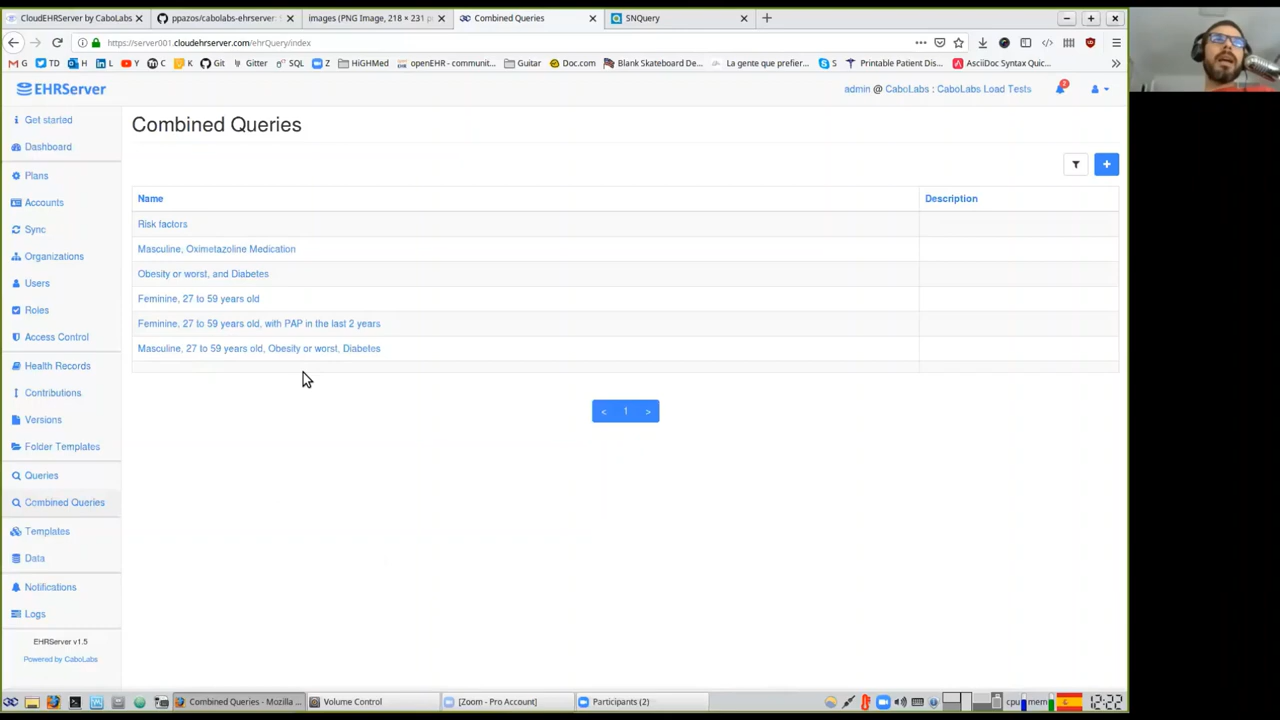 CloudEHRServer by CaboLabs
ppazos/cabolabs-ehrserver:
images (PNG Image, 218 × 231 p
Combined Queries
SNQuery
https://server001.cloudehrserver.com/ehrQuery/index
G
TD
H
L
Y
C
K
Git
Gitter
SQL
Z
HiGHMed
openEHR - communit...
Guitar
Doc.com
Blank Skateboard De...
La gente que prefier...
S
Printable Patient Dis...
AsciiDoc Syntax Quic...
EHRServer
admin @ CaboLabs : CaboLabs Load Tests
Get started
Dashboard
Plans
Accounts
Sync
Organizations
Users
Roles
Access Control
Health Records
Contributions
Versions
Folder Templates
Queries
Combined Queries
Templates
Data
Notifications
Logs
EHRServer v1.5
Powered by CaboLabs
Combined Queries
Name Description
Risk factors
Masculine, Oximetazoline Medication
Obesity or worst, and Diabetes
Feminine, 27 to 59 years old
Feminine, 27 to 59 years old, with PAP in the last 2 years
Masculine, 27 to 59 years old, Obesity or worst, Diabetes
< 1 >
Combined Queries - Mozilla ...
Volume Control
[Zoom - Pro Account]
Participants (2)
cpu mem
12:22